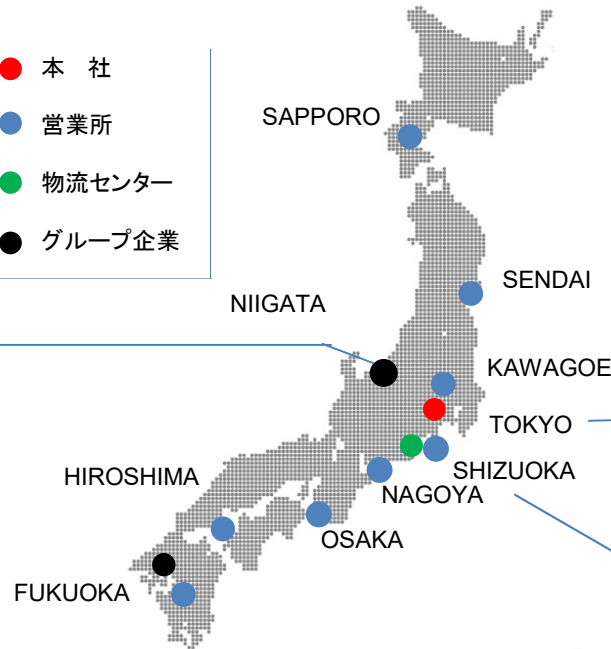 本　社
営業所
物流センター
グループ企業
SAPPORO
SENDAI
NIIGATA
KAWAGOE
TOKYO
SHIZUOKA
HIROSHIMA
NAGOYA
OSAKA
FUKUOKA